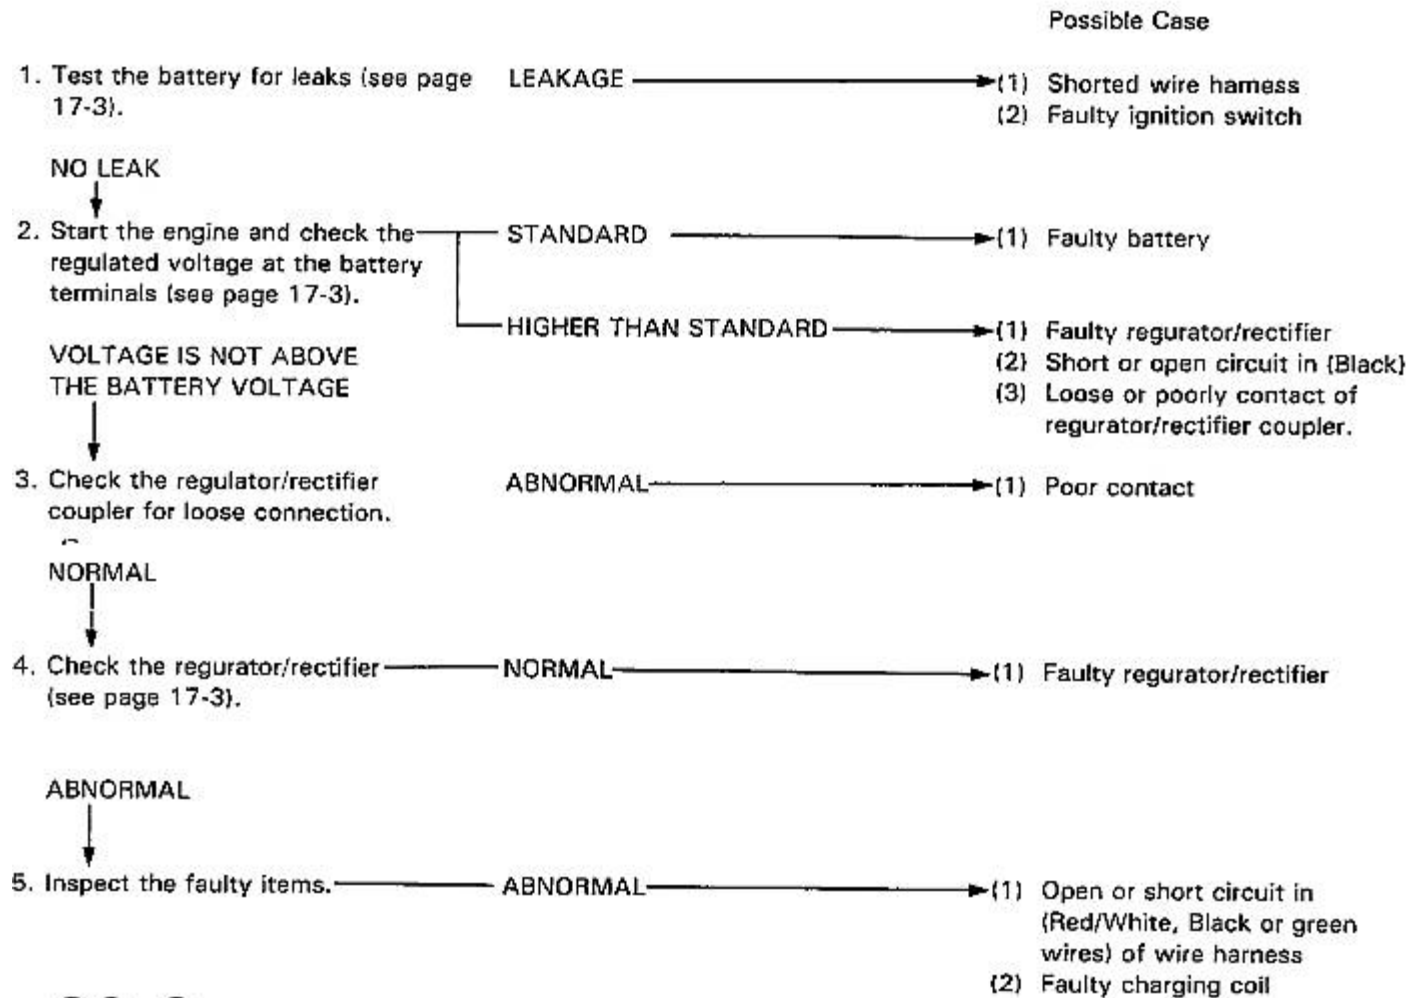 Possible Case
1. Test the battery for leaks (see page LEAKAGE (1) Shorted wire harness
17-3). (2) Faulty ignition switch
NO LEAK
2. Start the engine and check the STANDARD (1) Faulty battery
regulated voltage at the battery
terminals (see page 17-3).
HIGHER THAN STANDARD (1) Faulty regurator/rectifier
VOLTAGE IS NOT ABOVE (2) Short or open circuit in (Black)
THE BATTERY VOLTAGE (3) Loose or poorly contact of
regurator/rectifier coupler.
3. Check the regulator/rectifier ABNORMAL (1) Poor contact
coupler for loose connection.
NORMAL
4. Check the regurator/rectifier NORMAL (1) Faulty regurator/rectifier
(see page 17-3).
ABNORMAL
5. Inspect the faulty items. ABNORMAL (1) Open or short circuit in
(Red/White, Black or green
wires) of wire harness
(2) Faulty charging coil